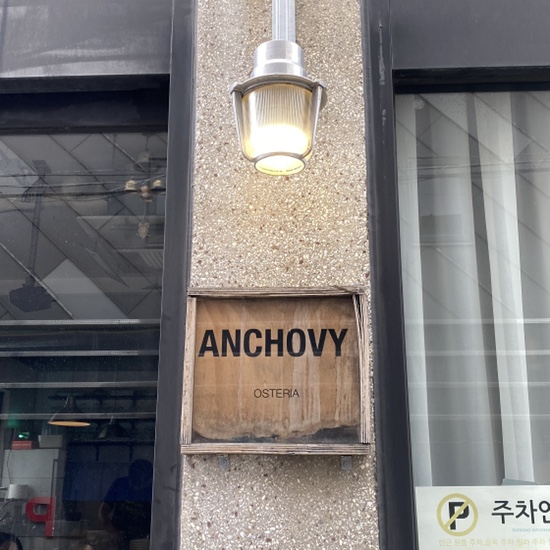 ANCHOVY
OSTERIA
P
주차안